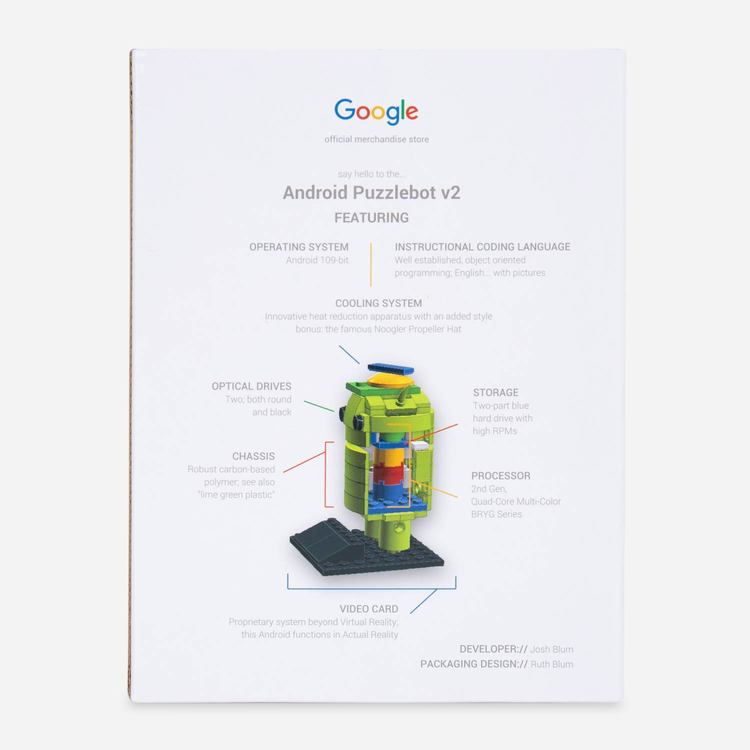 Google
official merchandise store
say hello to the...
Android Puzzlebot v2
FEATURING
OPERATING SYSTEM
Android 109-bit
INSTRUCTIONAL CODING LANGUAGE
Well established, object oriented
programming; English... with pictures
COOLING SYSTEM
Innovative heat reduction apparatus with an added style
bonus: the famous Noogler Propeller Hat
OPTICAL DRIVES
Two; both round
and black
STORAGE
Two-part blue
hard drive with
high RPMs
CHASSIS
Robust carbon-based
polymer; see also
"lime green plastic"
PROCESSOR
2nd Gen,
Quad-Core Multi-Color
BRYG Series
VIDEO CARD
Proprietary system beyond Virtual Reality;
this Android functions in Actual Reality
DEVELOPER:// Josh Blum
PACKAGING DESIGN:// Ruth Blum